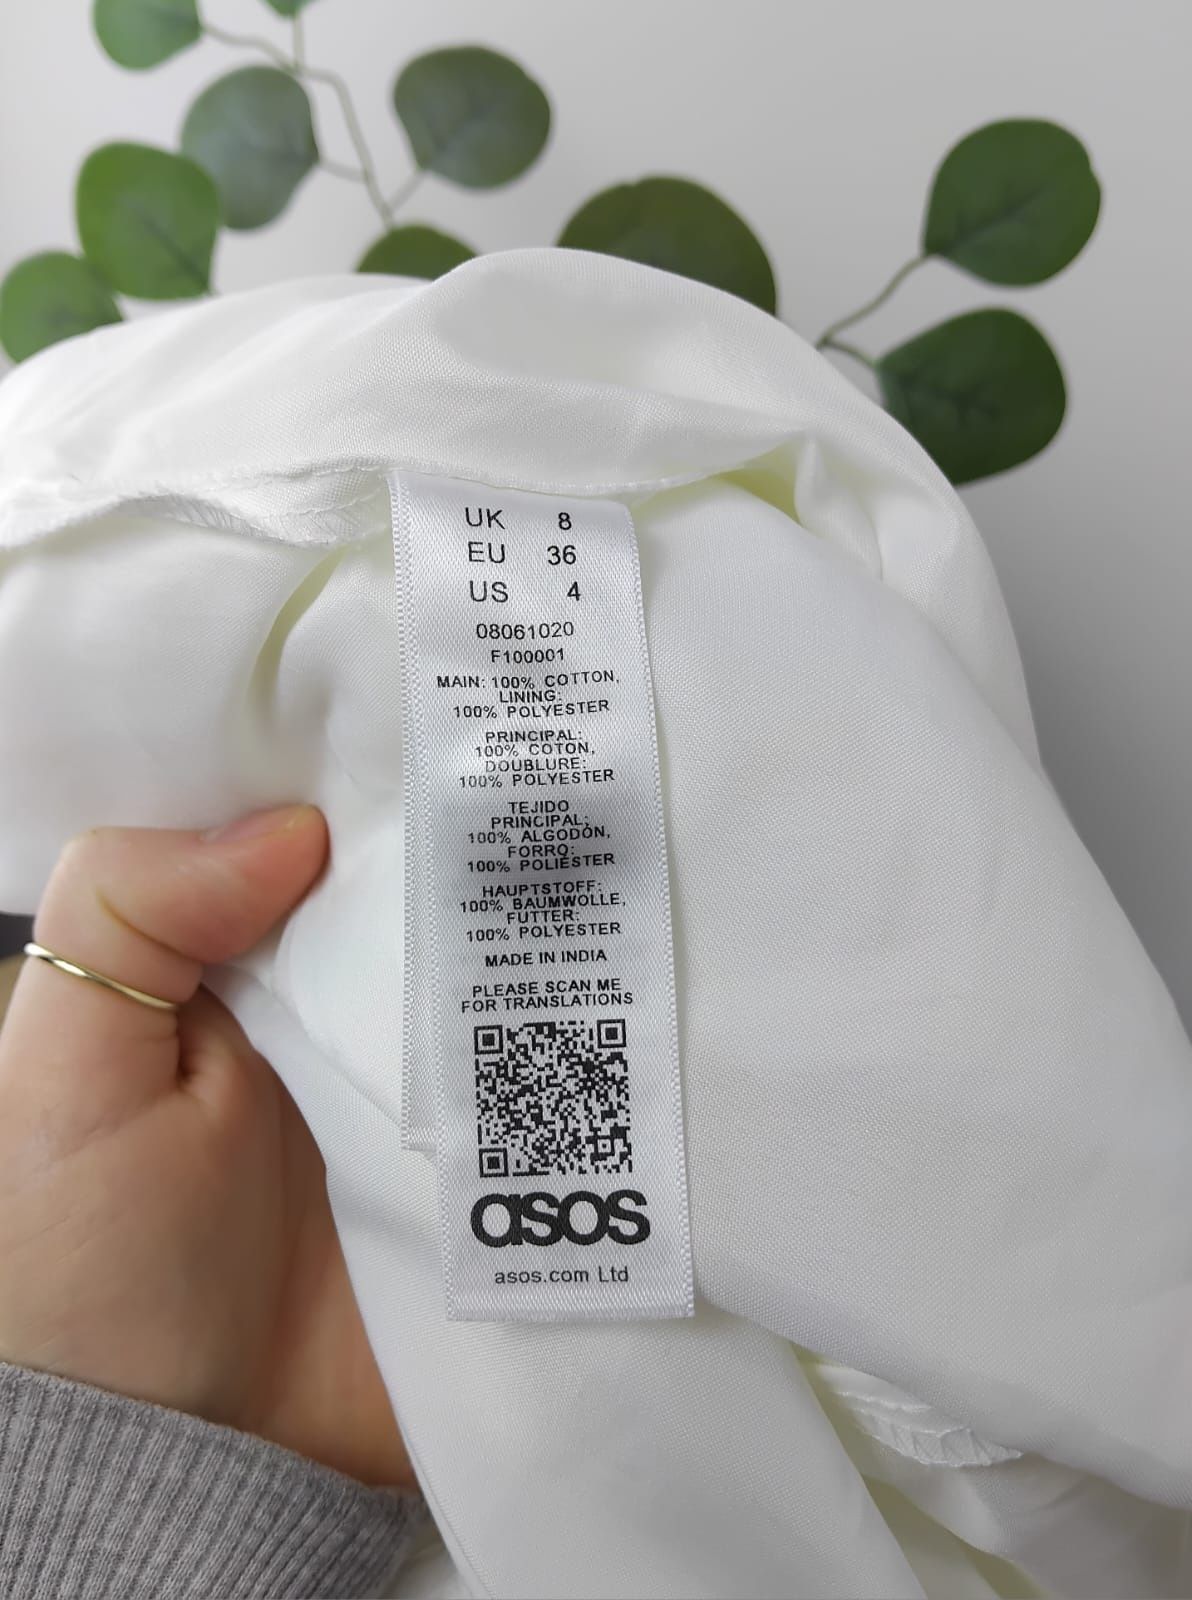 UK 8
EU 36
US 4
08061020
F100001
MAIN: 100% COTTON,
LINING:
100% POLYESTER
PRINCIPAL:
100% COTON,
DOUBLURE:
100% POLYESTER
TEJIDO
PRINCIPAL:
100% ALGODÓN,
FORRO:
100% POLIÉSTER
HAUPTSTOFF:
100% BAUMWOLLE,
FUTTER:
100% POLYESTER
MADE IN INDIA
PLEASE SCAN ME
FOR TRANSLATIONS
asos
asos.com Ltd